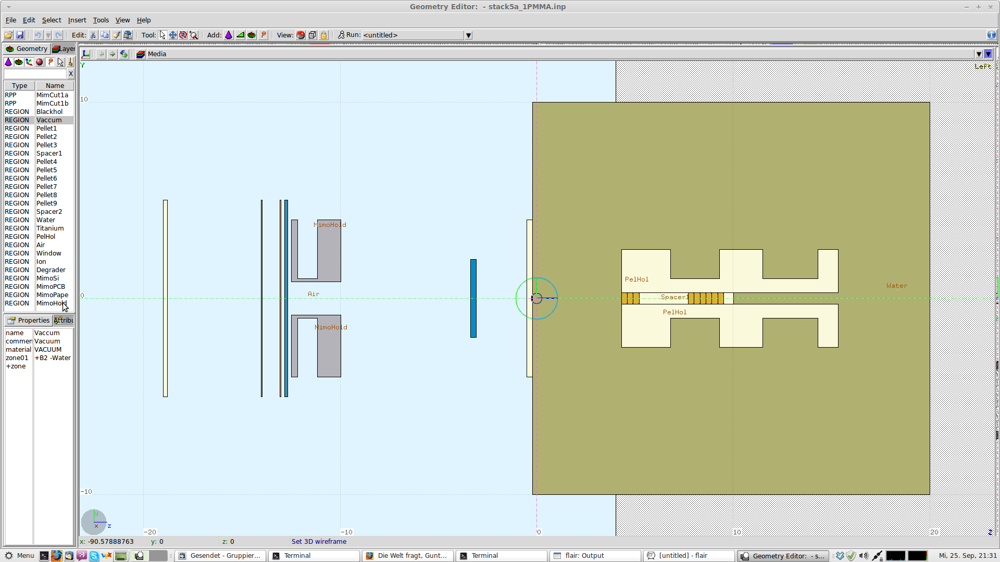 Geometry Editor:  - stack5a_1PMMA.inp
File Edit Select Insert Tools View Help
Edit: Tool: Add: View: Run: <untitled>
Geometry Layer
Media
X
Type Name
RPP MimCut1a
RPP MimCut1b
REGION Blackhol
REGION Vaccum
REGION Pellet1
REGION Pellet2
REGION Pellet3
REGION Spacer1
REGION Pellet4
REGION Pellet5
REGION Pellet6
REGION Pellet7
REGION Pellet8
REGION Pellet9
REGION Spacer2
REGION Water
REGION Titanium
REGION PelHol
REGION Air
REGION Window
REGION Ion
REGION Degrader
REGION MimoSi
REGION MimoPCB
REGION MimoPape
REGION MimoHold
Properties Attribu
name Vaccum
commen Vacuum
material VACUUM
zone01 +B2 -Water
+zone
Y
Left
10
0
-10
MimoHold
Air
MimoHold
PelHol
Spacer1
PelHol
Water
y
x z
-20 -10 0 10 20 Z
x: -90.57888763 y: 0 z: 0 Set 3D wireframe
Menu Gesendet - Gruppier... Terminal Die Welt fragt, Gunt... Terminal flair: Output [untitled] - flair Geometry Editor:  - s... Mi, 25. Sep, 21:31